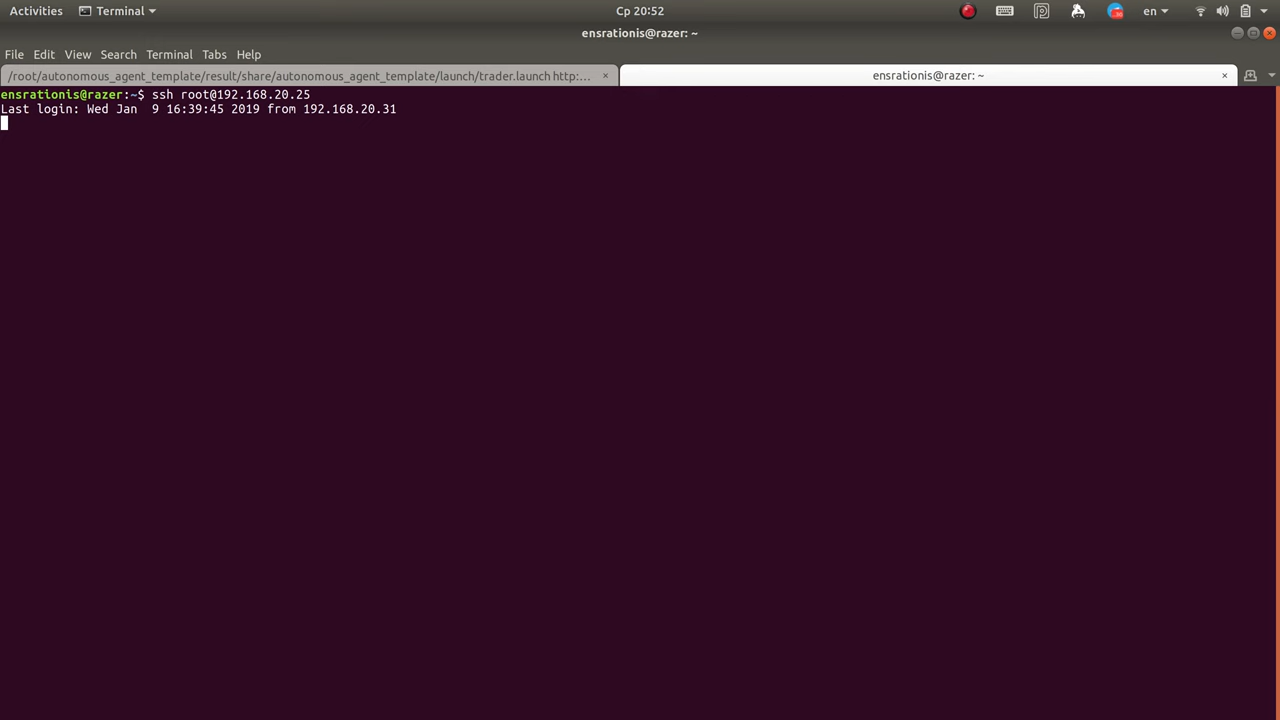 Activities Terminal Ср 20:52 en
ensrationis@razer: ~
File Edit View Search Terminal Tabs Help
/root/autonomous_agent_template/result/share/autonomous_agent_template/launch/trader.launch http:... × ensrationis@razer: ~ ×
ensrationis@razer:~$ ssh root@192.168.20.25
Last login: Wed Jan  9 16:39:45 2019 from 192.168.20.31